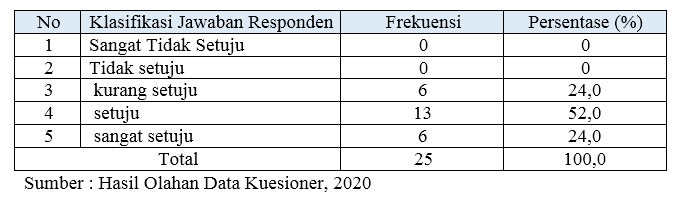 No Klasifikasi Jawaban Responden Frekuensi Persentase (%)
1 Sangat Tidak Setuju 0 0
2 Tidak setuju 0 0
3 kurang setuju 6 24,0
4 setuju 13 52,0
5 sangat setuju 6 24,0
Total 25 100,0
Sumber : Hasil Olahan Data Kuesioner, 2020